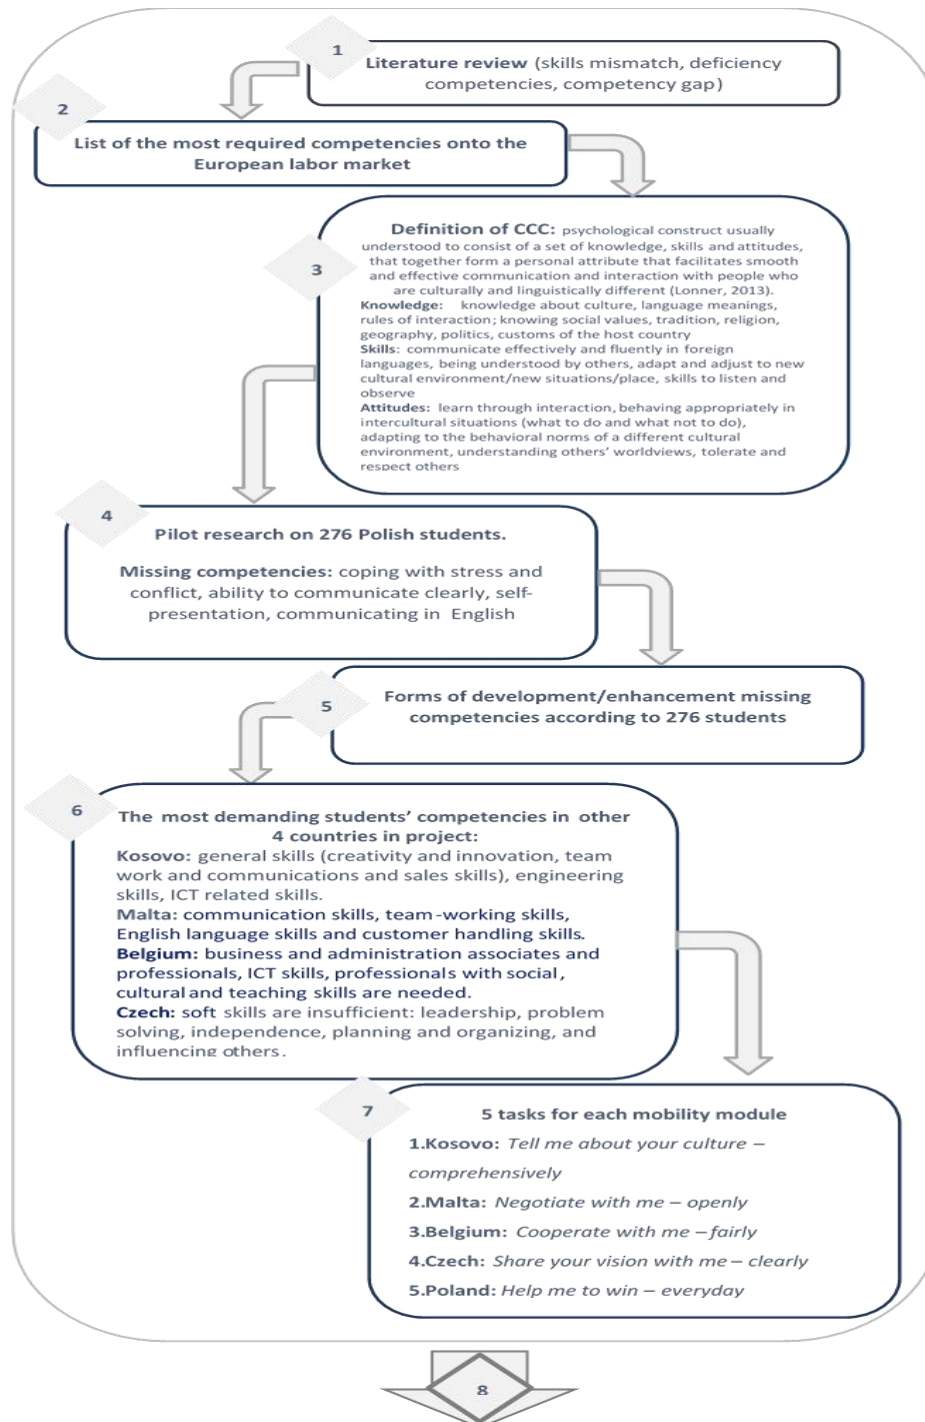 1
Literature review (skills mismatch, deficiency
competencies, competency gap)
2
List of the most required competencies onto the
European labor market
3
Definition of CCC: psychological construct usually
understood to consist of a set of knowledge, skills and attitudes,
that together form a personal attribute that facilitates smooth
and effective communication and interaction with people who
are culturally and linguistically different (Lonner, 2013).
Knowledge: knowledge about culture, language meanings,
rules of interaction; knowing social values, tradition, religion,
geography, politics, customs of the host country
Skills: communicate effectively and fluently in foreign
languages, being understood by others, adapt and adjust to new
cultural environment/new situations/place, skills to listen and
observe
Attitudes: learn through interaction, behaving appropriately in
intercultural situations (what to do and what not to do),
adapting to the behavioral norms of a different cultural
environment, understanding others' worldviews, tolerate and
respect others
4
Pilot research on 276 Polish students.
Missing competencies: coping with stress and
conflict, ability to communicate clearly, self-
presentation, communicating in English
5
Forms of development/enhancement missing
competencies according to 276 students
6
The most demanding students' competencies in other
4 countries in project:
Kosovo: general skills (creativity and innovation, team
work and communications and sales skills), engineering
skills, ICT related skills.
Malta: communication skills, team-working skills,
English language skills and customer handling skills.
Belgium: business and administration associates and
professionals, ICT skills, professionals with social,
cultural and teaching skills are needed.
Czech: soft skills are insufficient: leadership, problem
solving, independence, planning and organizing, and
influencing others.
7
5 tasks for each mobility module
1.Kosovo: Tell me about your culture –
comprehensively
2.Malta: Negotiate with me – openly
3.Belgium: Cooperate with me – fairly
4.Czech: Share your vision with me – clearly
5.Poland: Help me to win – everyday
8